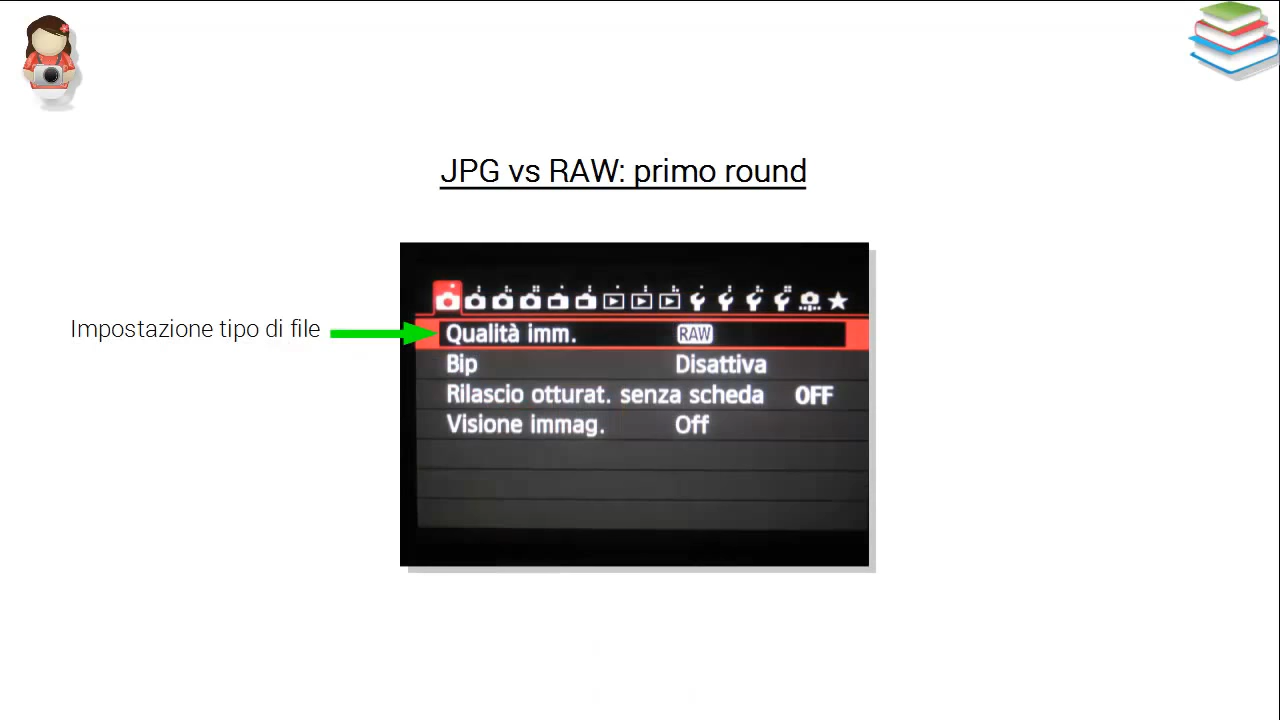 JPG vs RAW: primo round
Impostazione tipo di file
Qualità imm. RAW
Bip Disattiva
Rilascio otturat. senza scheda OFF
Visione immag. Off